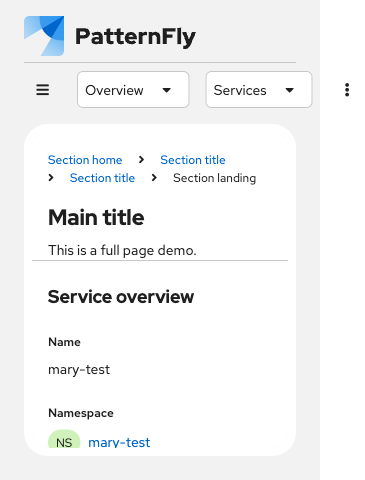 PatternFly
Overview Services
Section home Section title
Section title Section landing
Main title
This is a full page demo.
Service overview
Name
mary-test
Namespace
NS mary-test